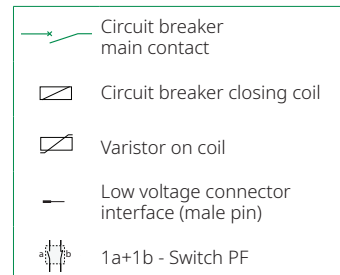 Circuit breaker
main contact
Circuit breaker closing coil
Varistor on coil
Low voltage connector
interface (male pin)
a b 1a+1b - Switch PF